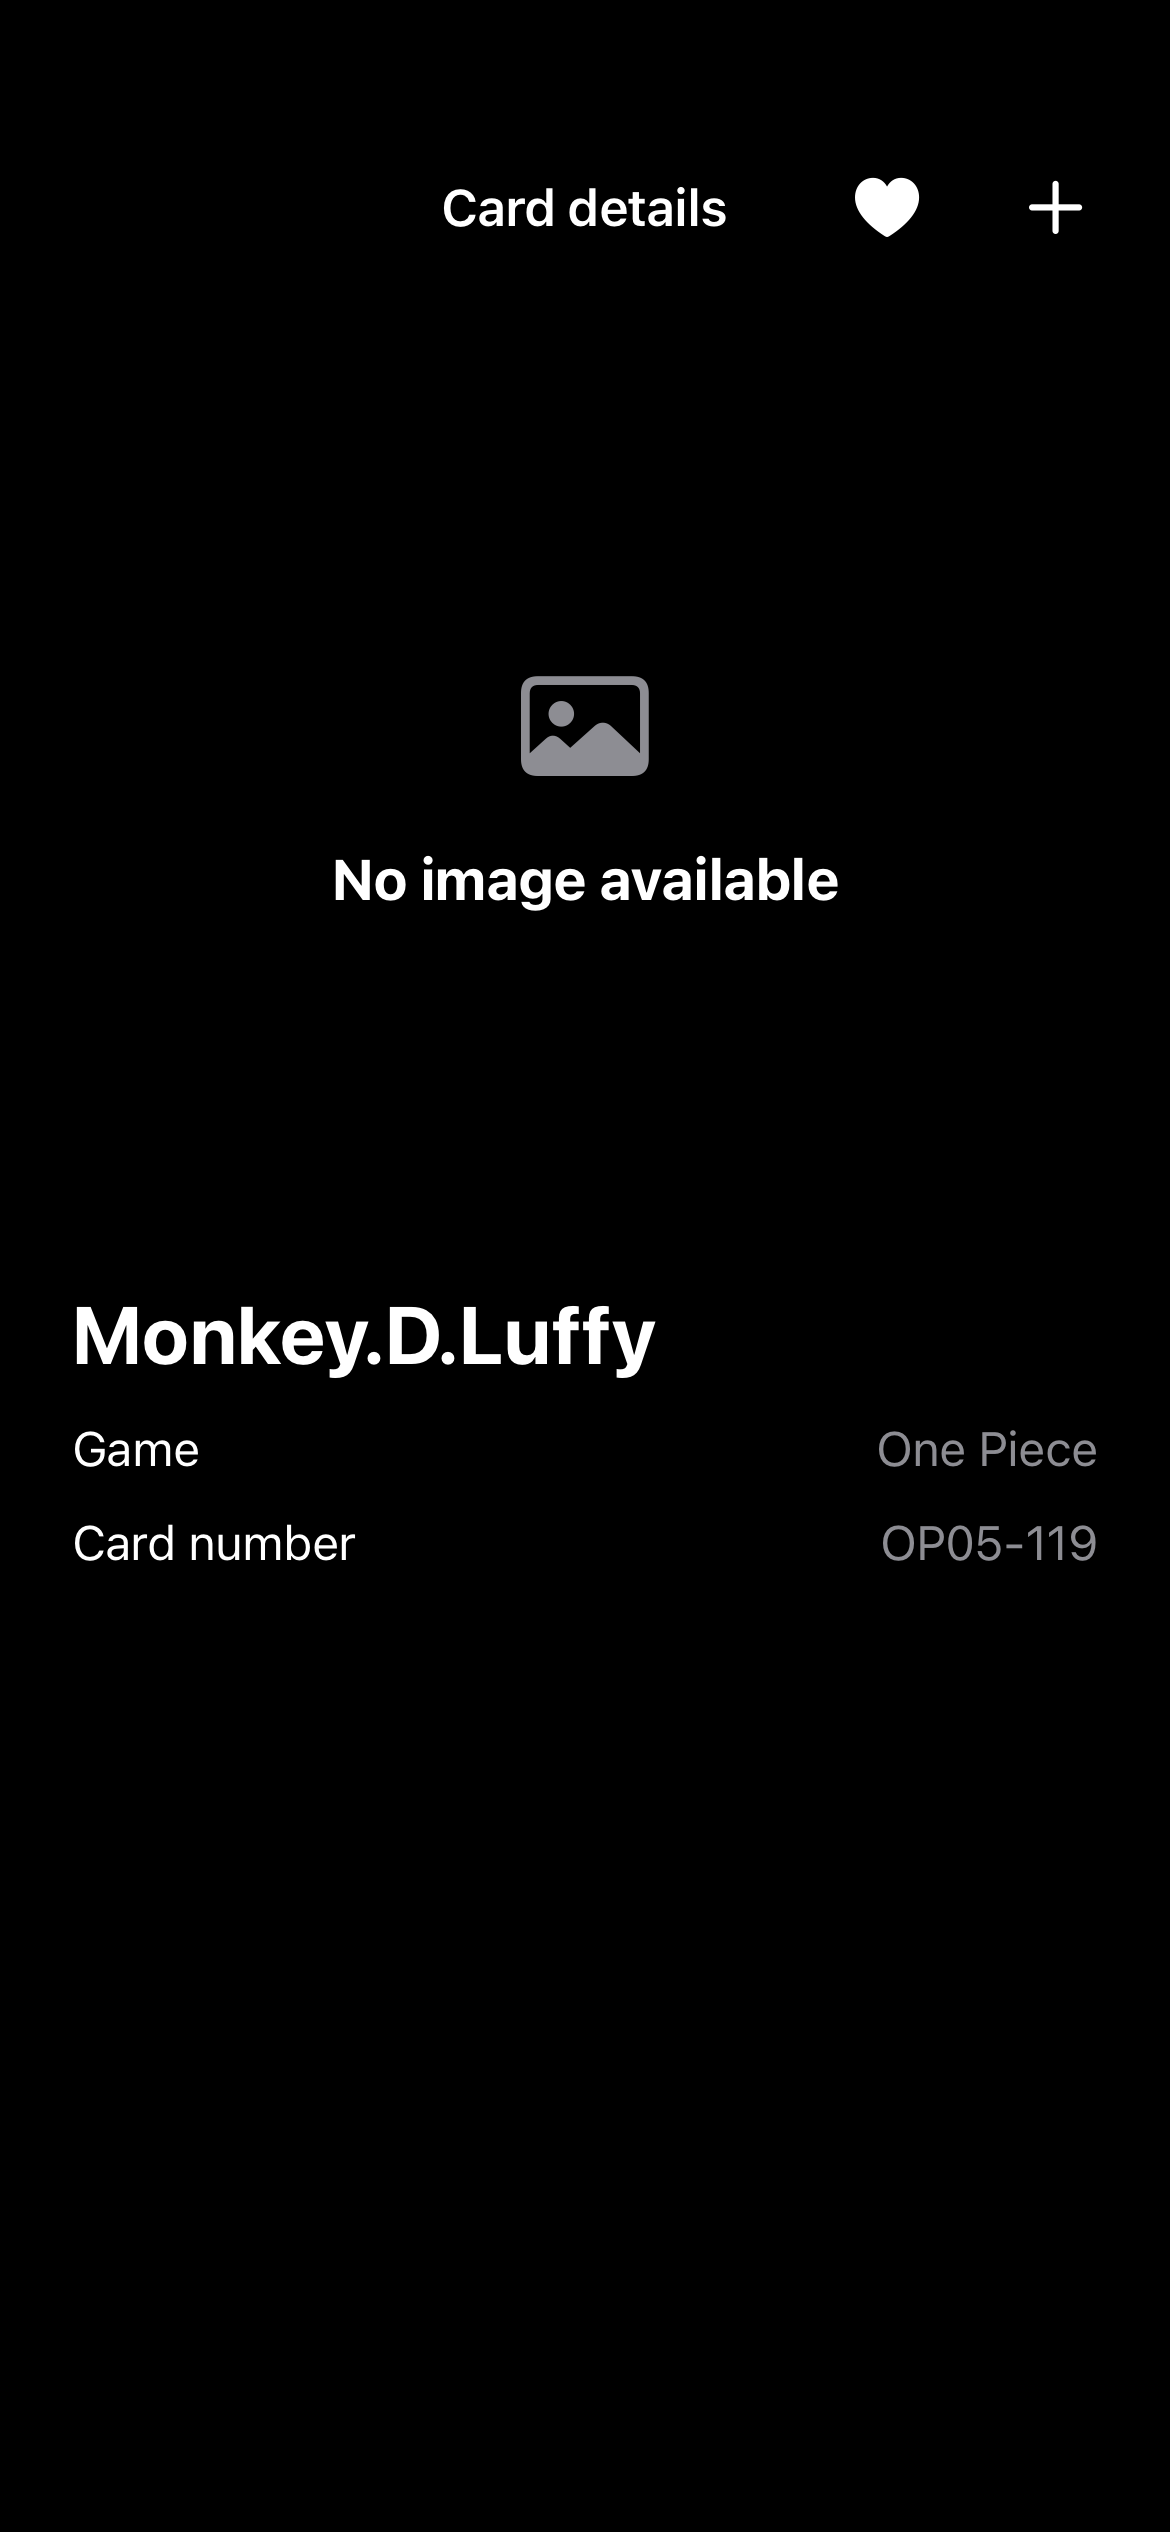 Card details
No image available
Monkey.D.Luffy
Game One Piece
Card number OP05-119